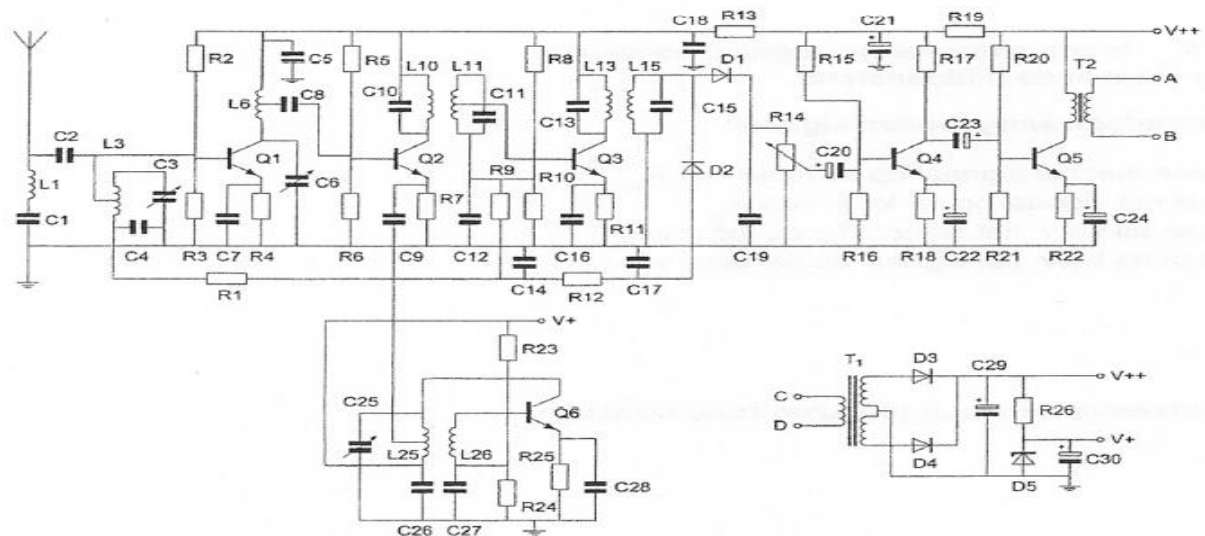 C18 R13 C21 R19 V++
R2 C5 R5 L10 L11 R8 L13 L15 D1 R15 R17 R20 T2
A
L6 C8 C10 C11 C13 C15 R14 C23 B
C2 L3 C3 Q1 C6 Q2 Q3 D2 C20 Q4 Q5
L1 R7 R9 R10
C1 R11 C24
C4 R3 C7 R4 R6 C9 C12 C14 C16 C17 C19 R16 R18 C22 R21 R22
R1 R12
V+
R23
T1 D3 C29 V++
C25 Q6 C R26
D V+
L25 L26 R25 D4 C30
R24 C28 D5
C26 C27